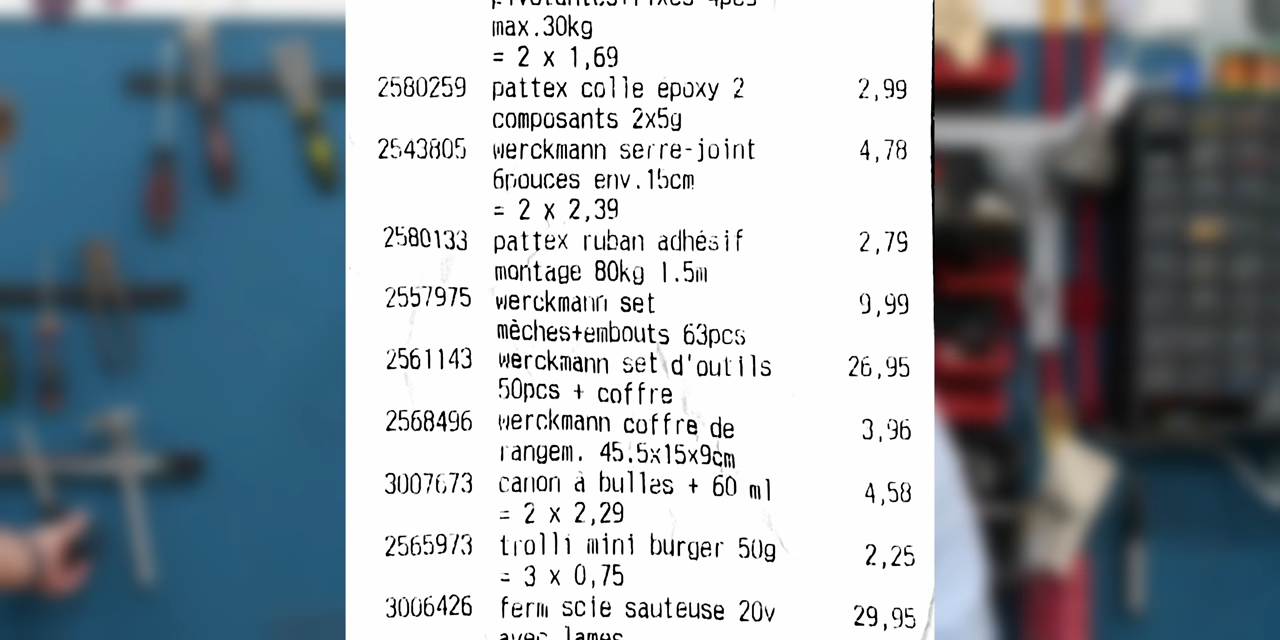 max.30kg
= 2 x 1,69
2580259 pattex colle époxy 2 2,99
composants 2x5g
2543805 werckmann serre-joint 4,78
6pouces env.15cm
= 2 x 2,39
2580133 pattex ruban adhésif 2,79
montage 80kg 1.5m
2557975 werckmann set 9,99
mèches+embouts 63pcs
2561143 werckmann set d'outils 26,95
50pcs + coffre
2568496 werckmann coffre de 3,96
rangem. 45.5x15x9cm
3007673 canon à bulles + 60 ml 4,58
= 2 x 2,29
2565973 trolli mini burger 50g 2,25
= 3 x 0,75
3006426 ferm scie sauteuse 20v 29,95
avec lames